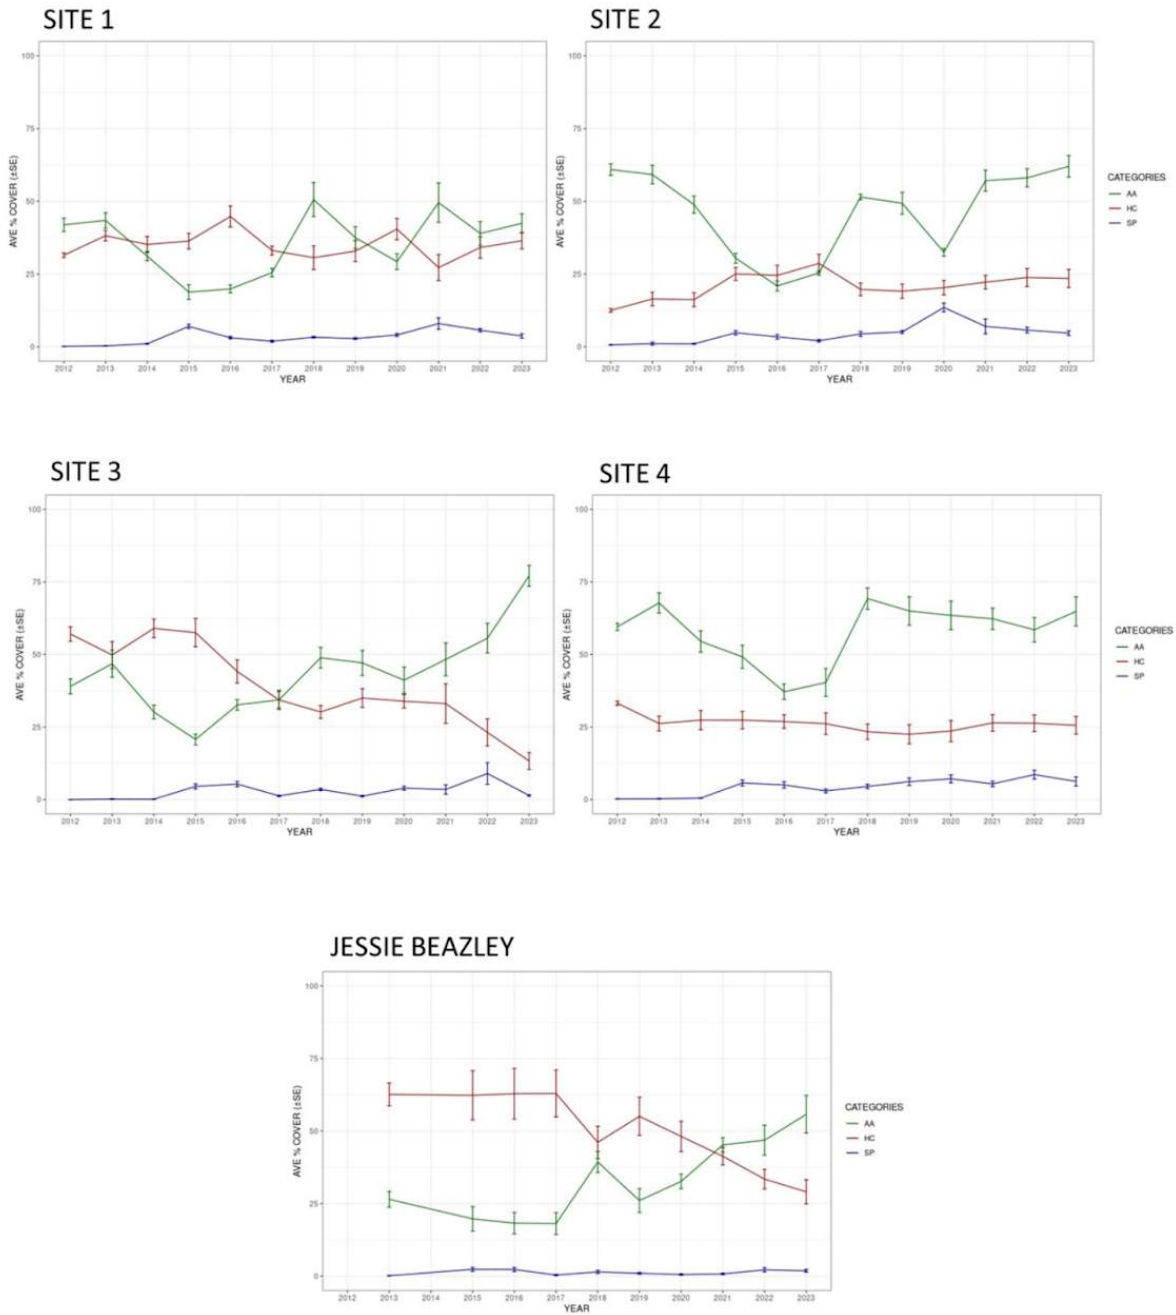 SITE 1
SITE 2
100
75
50
25
0
AVE % COVER (±SE)
2012 2013 2014 2015 2016 2017 2018 2019 2020 2021 2022 2023
YEAR
100
75
50
25
0
AVE % COVER (±SE)
2012 2013 2014 2015 2016 2017 2018 2019 2020 2021 2022 2023
YEAR
CATEGORIES
AA
HC
SP
SITE 3
SITE 4
100
75
50
25
0
AVE % COVER (±SE)
2012 2013 2014 2015 2016 2017 2018 2019 2020 2021 2022 2023
YEAR
100
75
50
25
0
AVE % COVER (±SE)
2012 2013 2014 2015 2016 2017 2018 2019 2020 2021 2022 2023
YEAR
CATEGORIES
AA
HC
SP
JESSIE BEAZLEY
100
75
50
25
0
AVE % COVER (±SE)
2012 2013 2014 2015 2016 2017 2018 2019 2020 2021 2022 2023
YEAR
CATEGORIES
AA
HC
SP